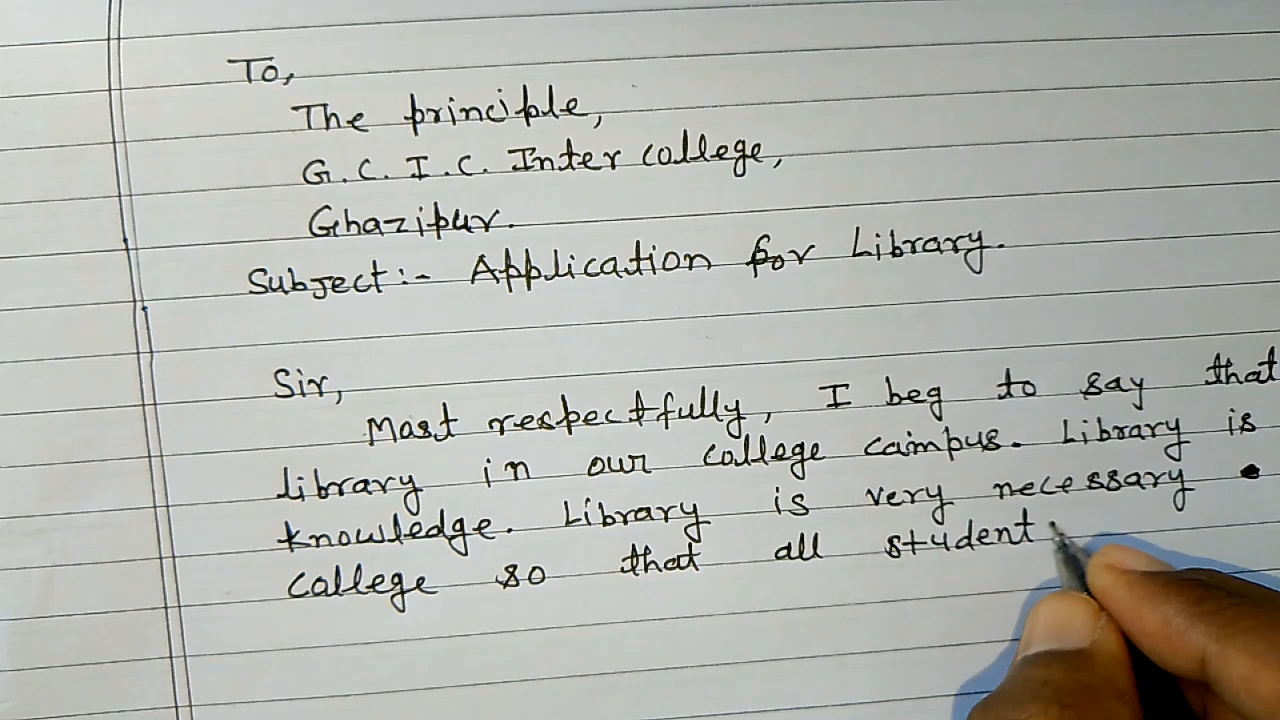 To,
The principle,
G.C.I.C. Inter college,
Ghazipur.
Subject:- Application for Library.
Sir,
Most respectfully, I beg to say that
library in our college caimpus. Library is
knowledge. Library is very necessary
college so that all student